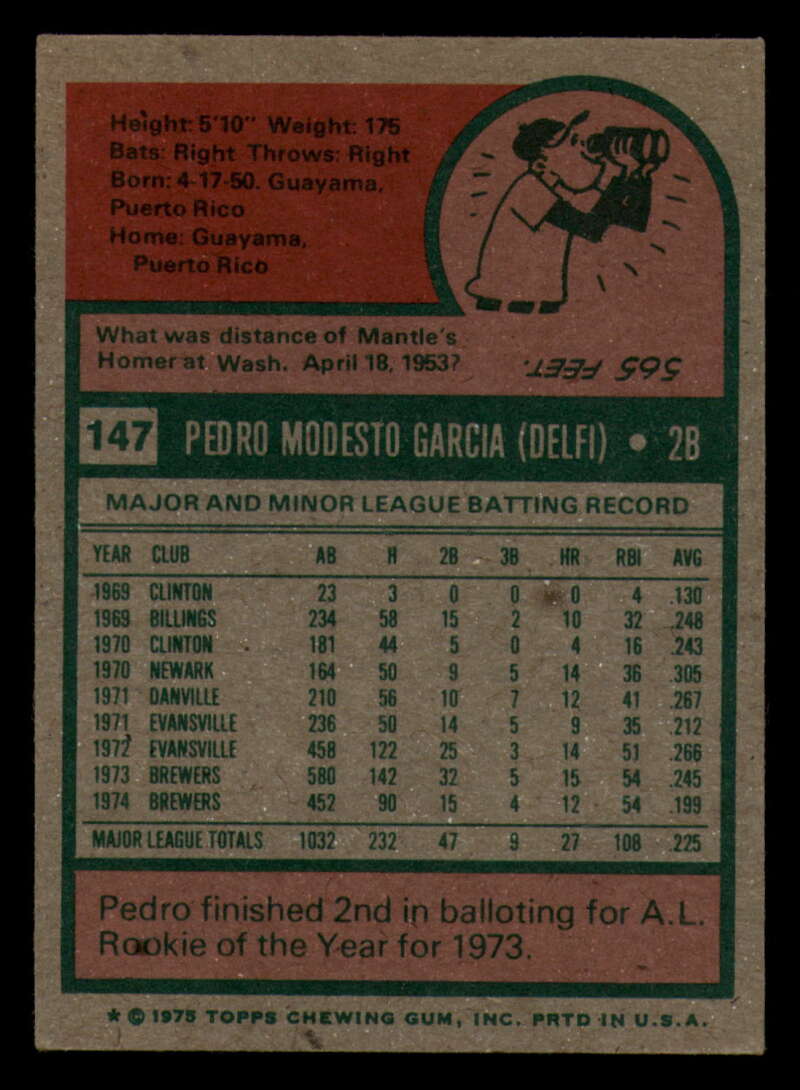 Height: 5'10" Weight: 175
Bats: Right Throws: Right
Born: 4-17-50. Guayama,
Puerto Rico
Home: Guayama,
Puerto Rico
What was distance of Mantle's
Homer at Wash. April 18, 1953?
565 FEET.
147 PEDRO MODESTO GARCIA (DELFI) • 2B
MAJOR AND MINOR LEAGUE BATTING RECORD
YEAR CLUB AB H 2B 3B HR RBI AVG
1969 CLINTON 23 3 0 0 0 4 .130
1969 BILLINGS 234 58 15 2 10 32 .248
1970 CLINTON 181 44 5 0 4 16 .243
1970 NEWARK 164 50 9 5 14 36 .305
1971 DANVILLE 210 56 10 7 12 41 .267
1971 EVANSVILLE 236 50 14 5 9 35 .212
1972 EVANSVILLE 458 122 25 3 14 51 .266
1973 BREWERS 580 142 32 5 15 54 .245
1974 BREWERS 452 90 15 4 12 54 .199
MAJOR LEAGUE TOTALS 1032 232 47 9 27 108 .225
Pedro finished 2nd in balloting for A.L.
Rookie of the Year for 1973.
* © 1975 TOPPS CHEWING GUM, INC. PRTD IN U.S.A.